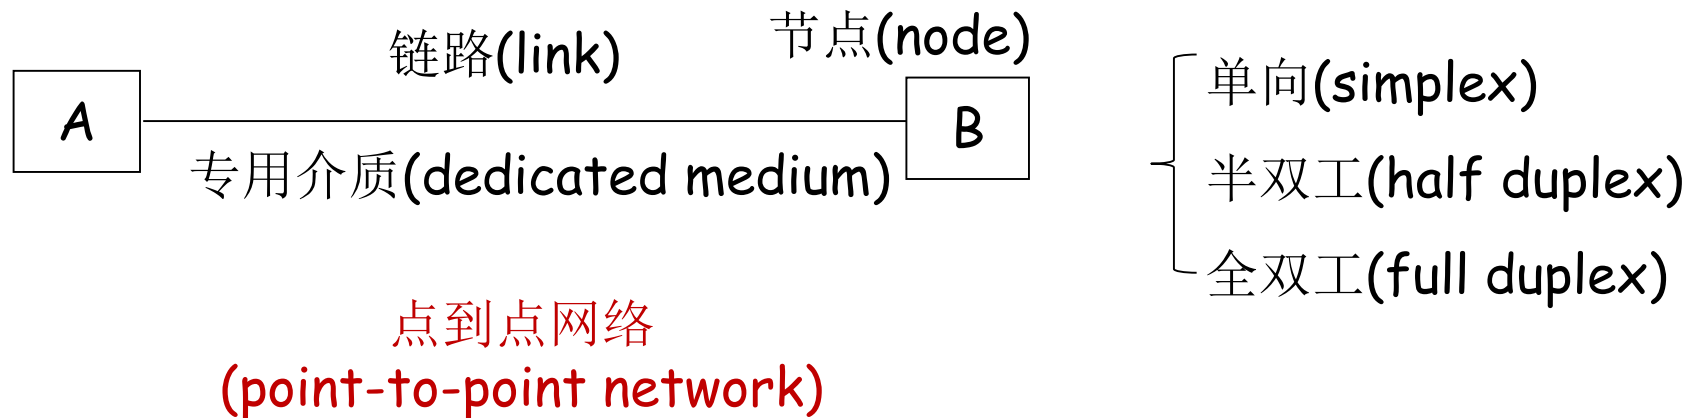 链路(link)
节点(node)
A
B
专用介质(dedicated medium)
单向(simplex)
半双工(half duplex)
全双工(full duplex)
点到点网络
(point-to-point network)